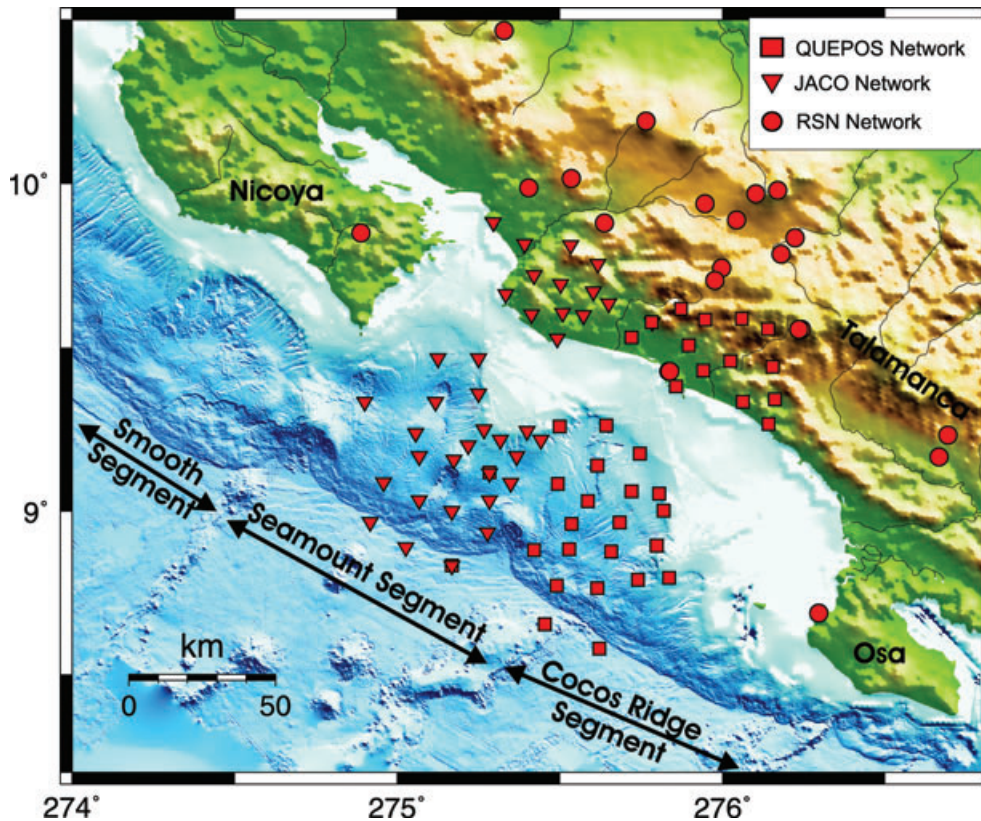 QUEPOS Network
JACO Network
RSN Network
10°
Nicoya
Talamanca
Smooth
Segment
9°
Seamount Segment
km
0 50
Osa
Cocos Ridge
Segment
274° 275° 276°